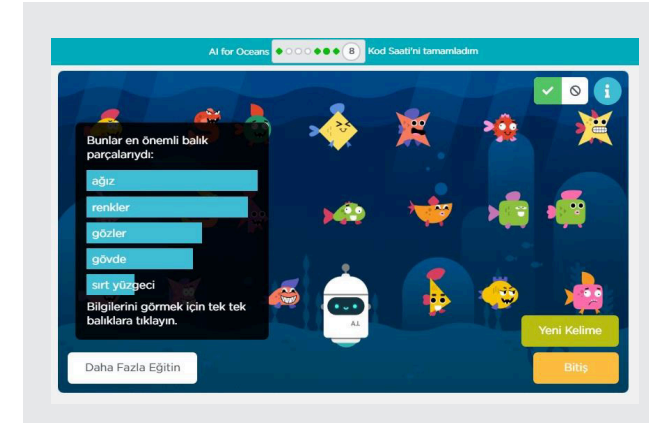 AI for Oceans 8 Kod Saati'ni tamamladım
i
Bunlar en önemli balık
parçalarıydı:
ağız
renkler
gözler
gövde
sırt yüzgeci
Bilgilerini görmek için tek tek
balıklara tıklayın.
A.I.
Yeni Kelime
Daha Fazla Eğitin
Bitiş